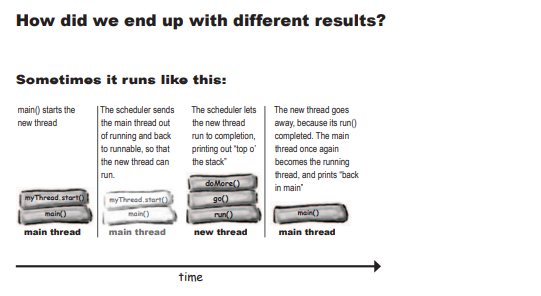 How did we end up with different results?
Sometimes it runs like this:
main() starts the
new thread
The scheduler sends
the main thread out
of running and back
to runnable, so that
the new thread can
run.
The scheduler lets
the new thread
run to completion,
printing out “top o’
the stack”
The new thread goes
away, because its run()
completed. The main
thread once again
becomes the running
thread, and prints “back
in main”
myThread.start()
main()
main thread
myThread.start()
main()
main thread
doMore()
go()
run()
new thread
main()
main thread
time